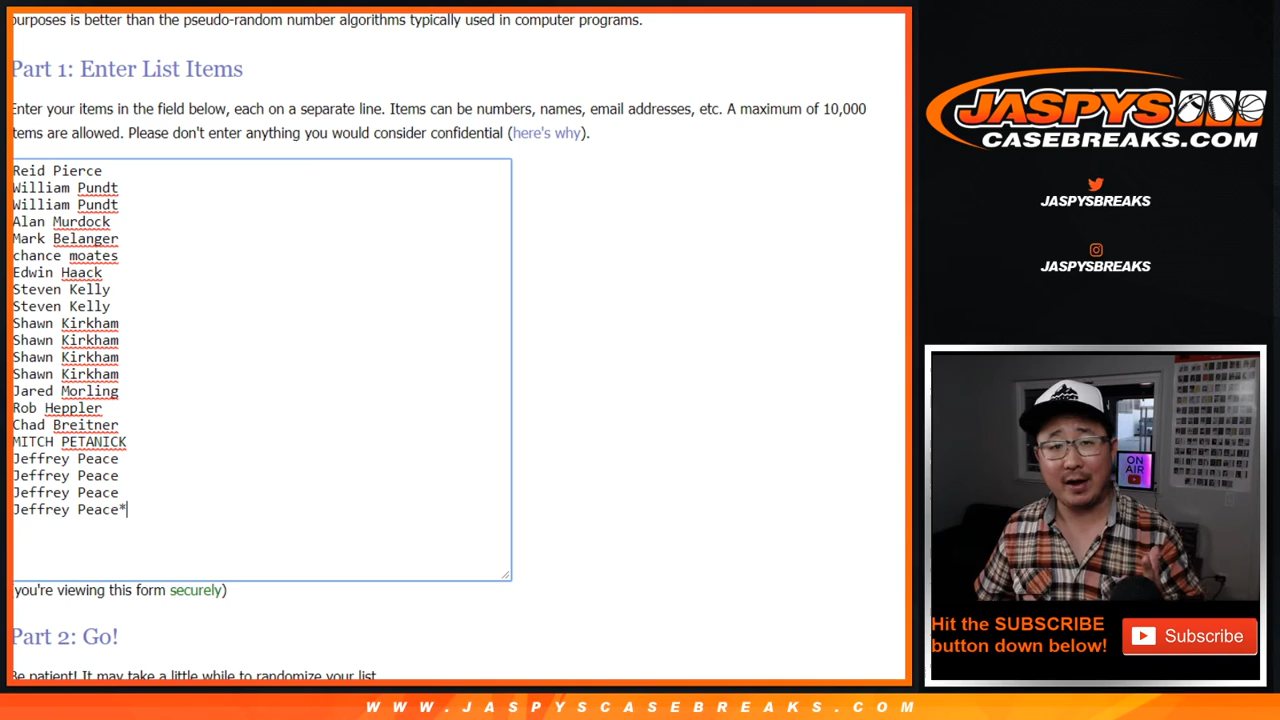 purposes is better than the pseudo-random number algorithms typically used in computer programs.
Part 1: Enter List Items
Enter your items in the field below, each on a separate line. Items can be numbers, names, email addresses, etc. A maximum of 10,000
items are allowed. Please don't enter anything you would consider confidential (here's why).
Reid Pierce
William Pundt
William Pundt
Alan Murdock
Mark Belanger
chance moates
Edwin Haack
Steven Kelly
Steven Kelly
Shawn Kirkham
Shawn Kirkham
Shawn Kirkham
Shawn Kirkham
Jared Morling
Rob Heppler
Chad Breitner
MITCH PETANICK
Jeffrey Peace
Jeffrey Peace
Jeffrey Peace
Jeffrey Peace*
you're viewing this form securely)
Part 2: Go!
Be patient! It may take a little while to randomize your list
JASPYS
CASEBREAKS.COM
JASPYSBREAKS
JASPYSBREAKS
ON
AIR
Hit the SUBSCRIBE
button down below!
Subscribe
WWW.JASPYSCASEBREAKS.COM